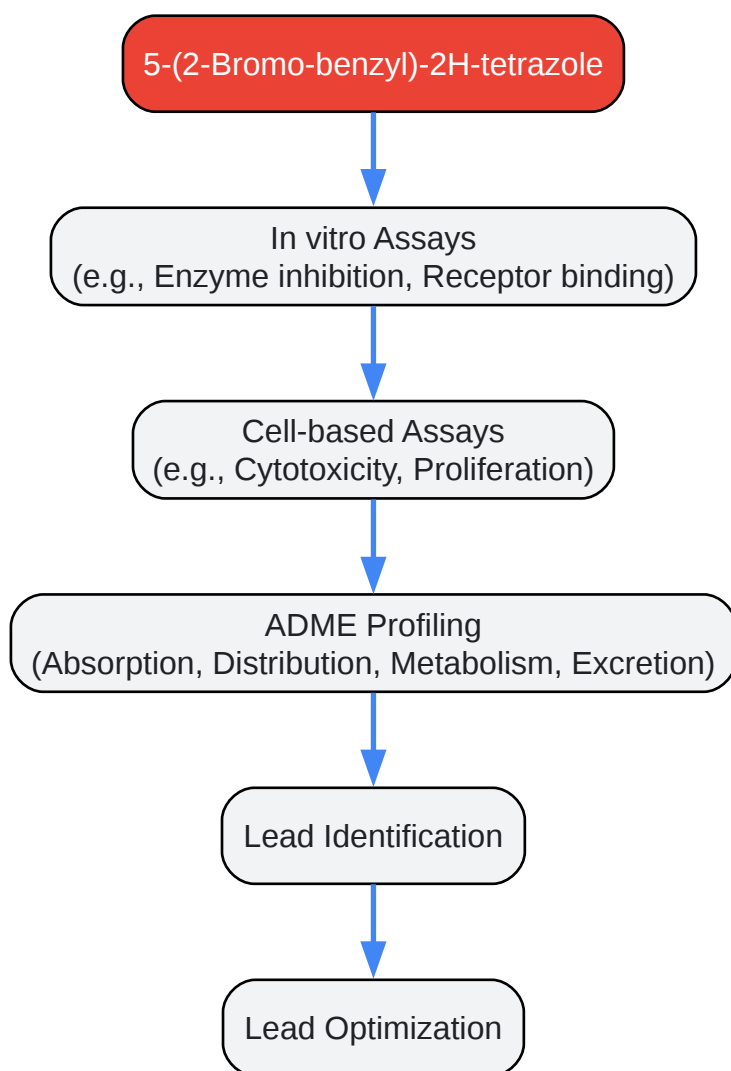 5-(2-Bromo-benzyl)-2H-tetrazole
In vitro Assays
(e.g., Enzyme inhibition, Receptor binding)
Cell-based Assays
(e.g., Cytotoxicity, Proliferation)
ADME Profiling
(Absorption, Distribution, Metabolism, Excretion)
Lead Identification
Lead Optimization